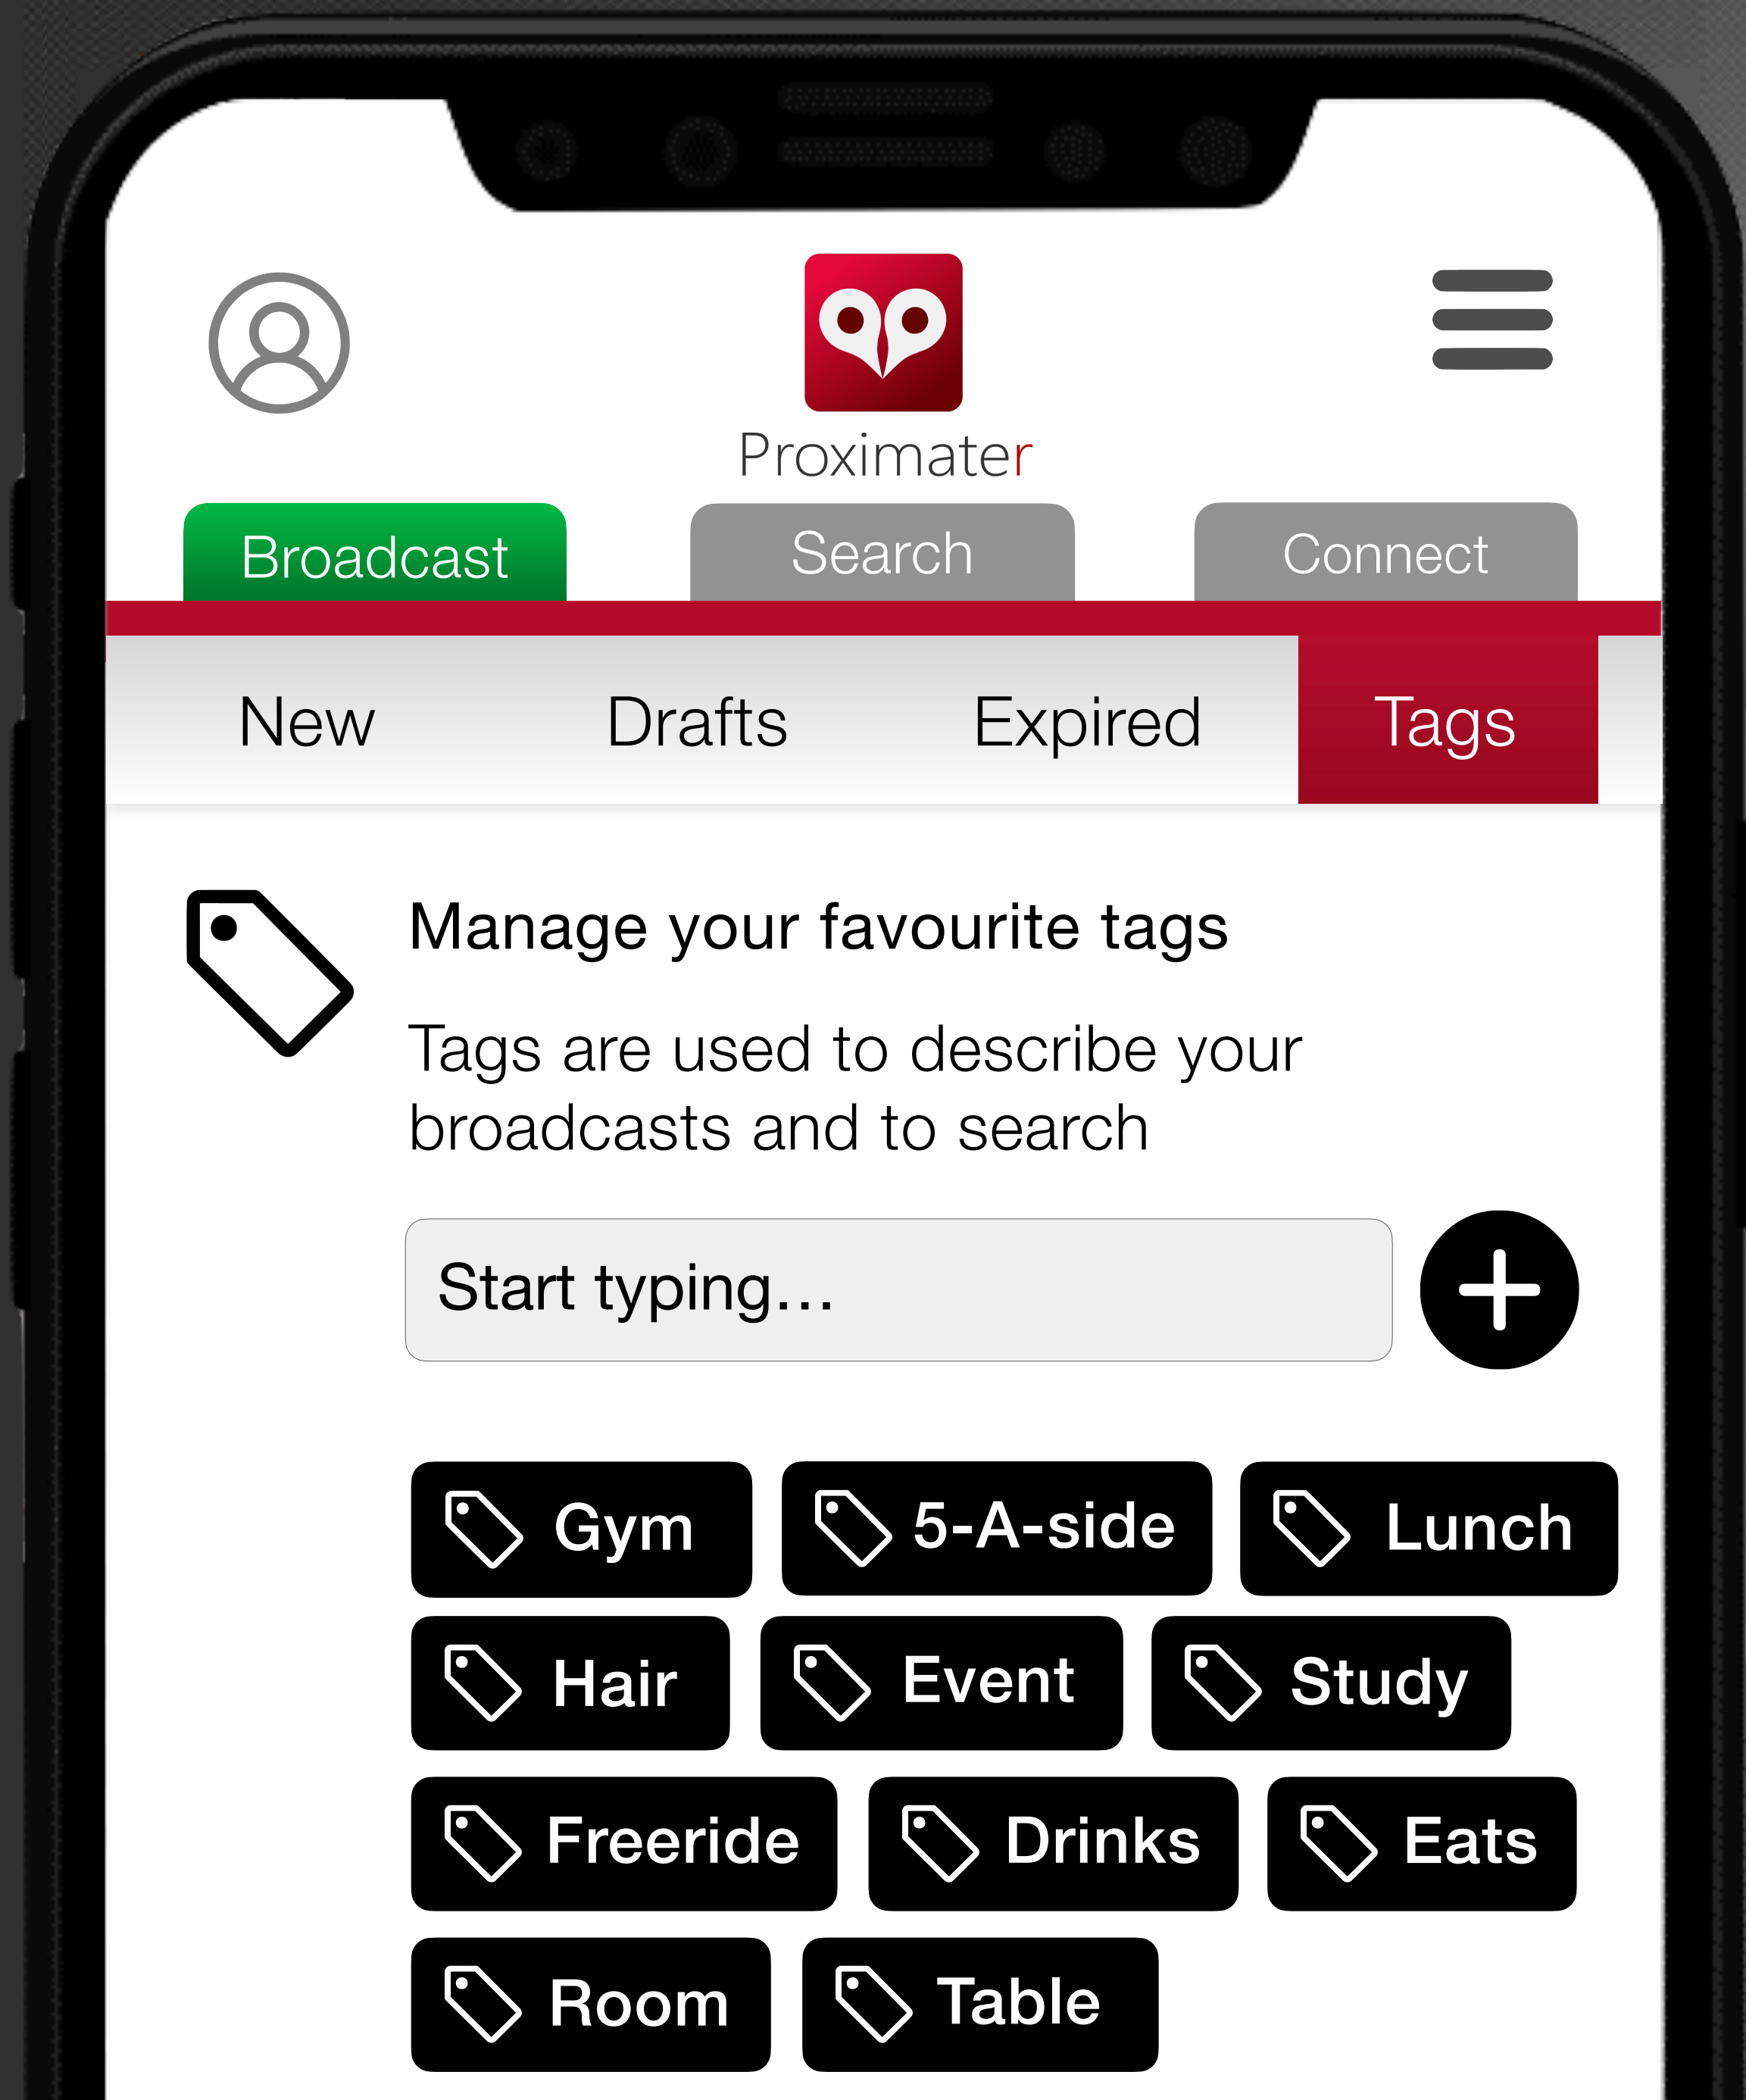 Proximater
Broadcast Search Connect
New Drafts Expired Tags
Manage your favourite tags
Tags are used to describe your
broadcasts and to search
Start typing...
Gym 5-A-side Lunch
Hair Event Study
Freeride Drinks Eats
Room Table